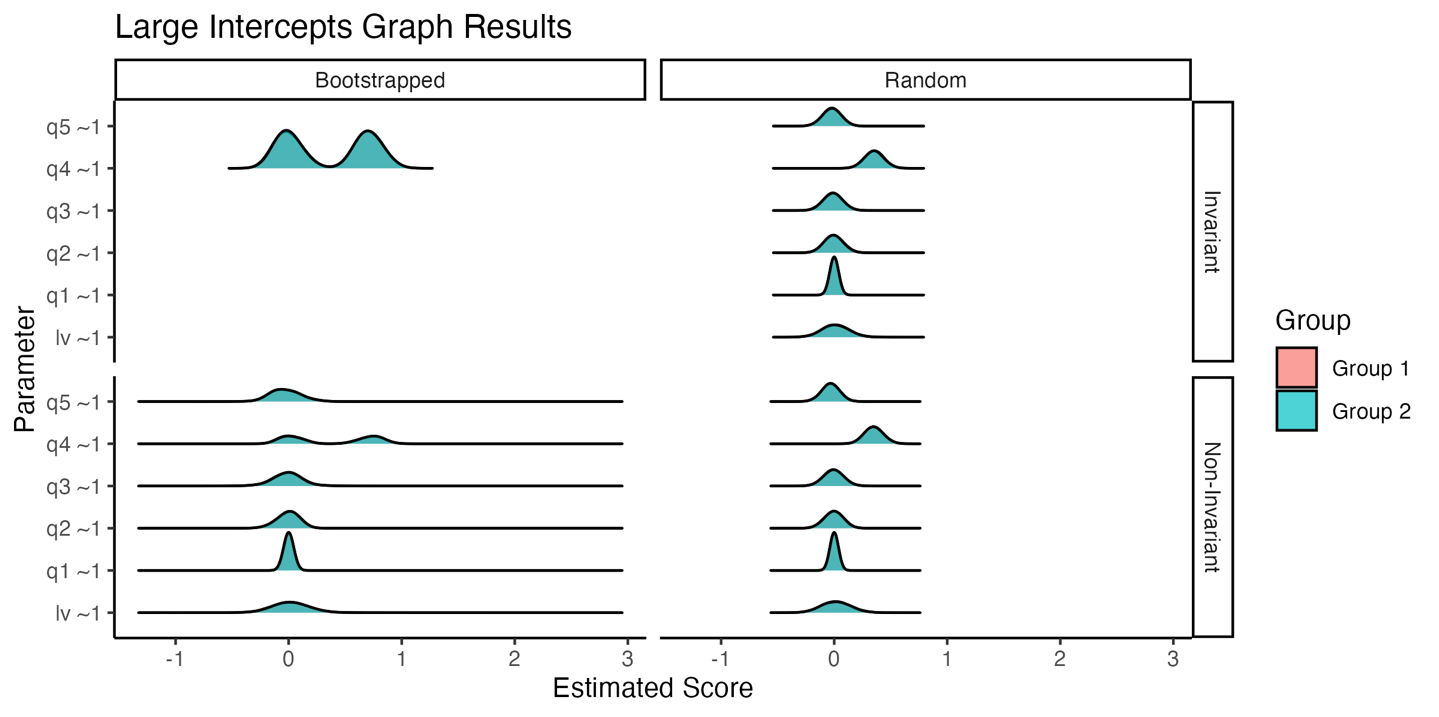 Large Intercepts Graph Results
Bootstrapped
Random
q5 ~1
q4 ~1
q3 ~1
q2 ~1
q1 ~1
lv ~1
Invariant
q5 ~1
q4 ~1
q3 ~1
q2 ~1
q1 ~1
lv ~1
Non-Invariant
Parameter
-1 0 1 2 3
-1 0 1 2 3
Estimated Score
Group
Group 1
Group 2